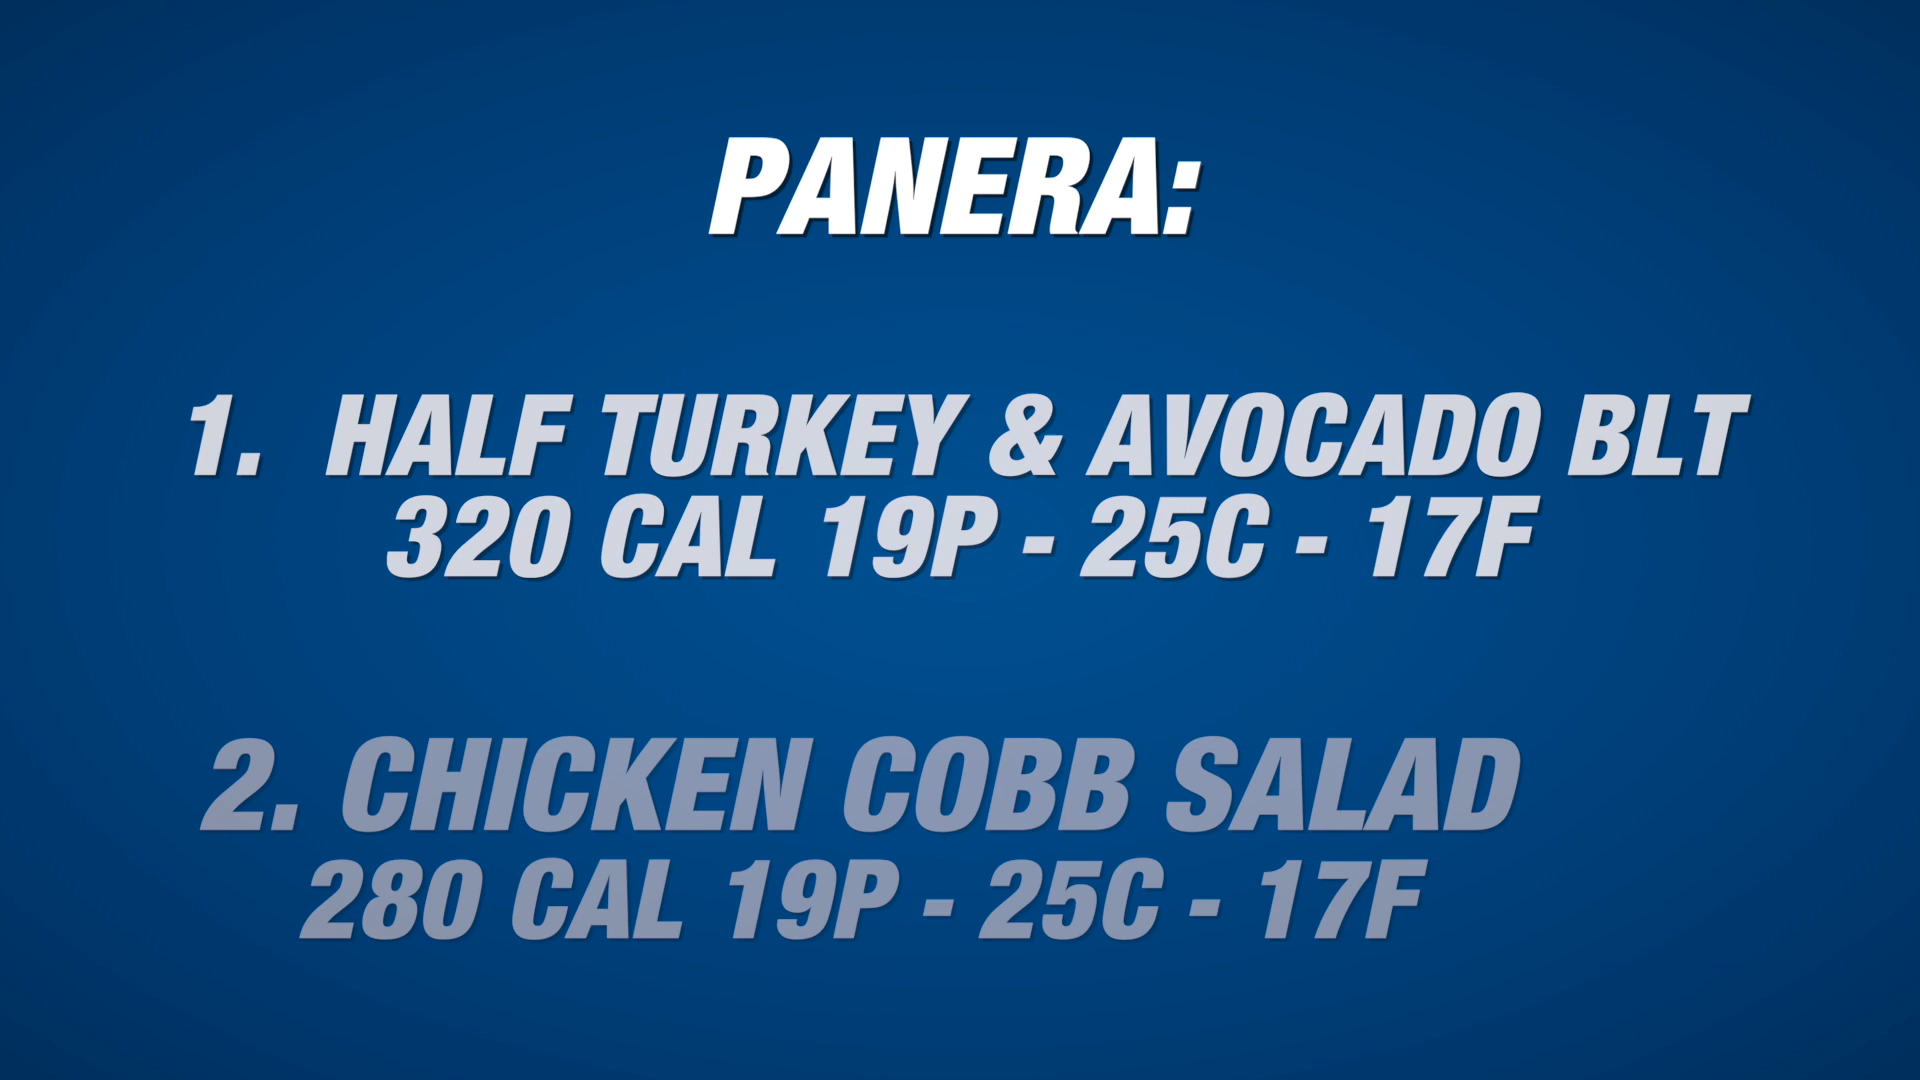 PANERA:
1. HALF TURKEY & AVOCADO BLT
320 CAL 19P - 25C - 17F
2. CHICKEN COBB SALAD
280 CAL 19P - 25C - 17F